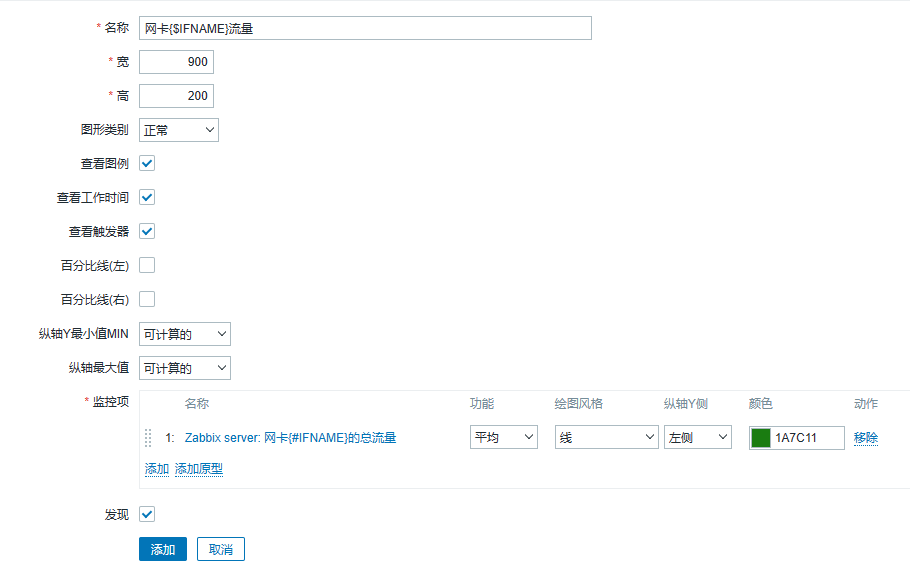 * 名称 网卡{$IFNAME}流量
* 宽 900
* 高 200
图形类别 正常
查看图例
查看工作时间
查看触发器
百分比线(左)
百分比线(右)
纵轴Y最小值MIN 可计算的
纵轴最大值 可计算的
* 监控项 名称 功能 绘图风格 纵轴Y侧 颜色 动作
1: Zabbix server: 网卡{#IFNAME}的总流量 平均 线 左侧 1A7C11 移除
添加 添加原型
发现
添加 取消